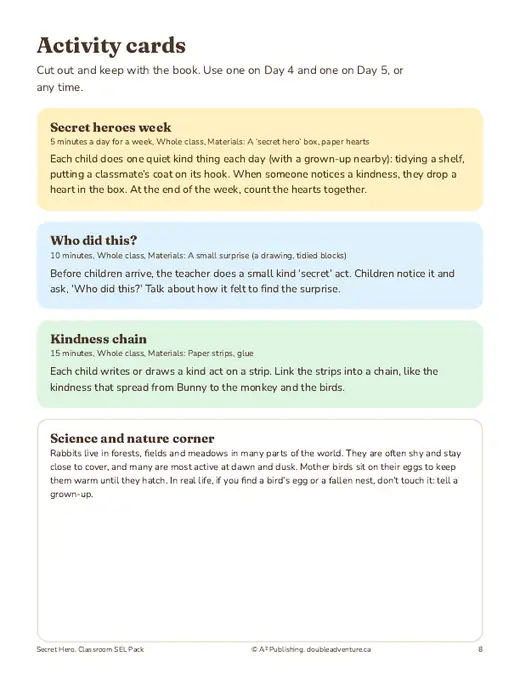 Activity cards
Cut out and keep with the book. Use one on Day 4 and one on Day 5, or
any time.
Secret heroes week
5 minutes a day for a week, Whole class, Materials: A ‘secret hero’ box, paper hearts
Each child does one quiet kind thing each day (with a grown-up nearby): tidying a shelf,
putting a classmate’s coat on its hook. When someone notices a kindness, they drop a
heart in the box. At the end of the week, count the hearts together.
Who did this?
10 minutes, Whole class, Materials: A small surprise (a drawing, tidied blocks)
Before children arrive, the teacher does a small kind ‘secret’ act. Children notice it and
ask, ‘Who did this?’ Talk about how it felt to find the surprise.
Kindness chain
15 minutes, Whole class, Materials: Paper strips, glue
Each child writes or draws a kind act on a strip. Link the strips into a chain, like the
kindness that spread from Bunny to the monkey and the birds.
Science and nature corner
Rabbits live in forests, fields and meadows in many parts of the world. They are often shy and stay
close to cover, and many are most active at dawn and dusk. Mother birds sit on their eggs to keep
them warm until they hatch. In real life, if you find a bird’s egg or a fallen nest, don’t touch it: tell a
grown-up.
Secret Hero. Classroom SEL Pack
© A² Publishing. doubleadventure.ca
8